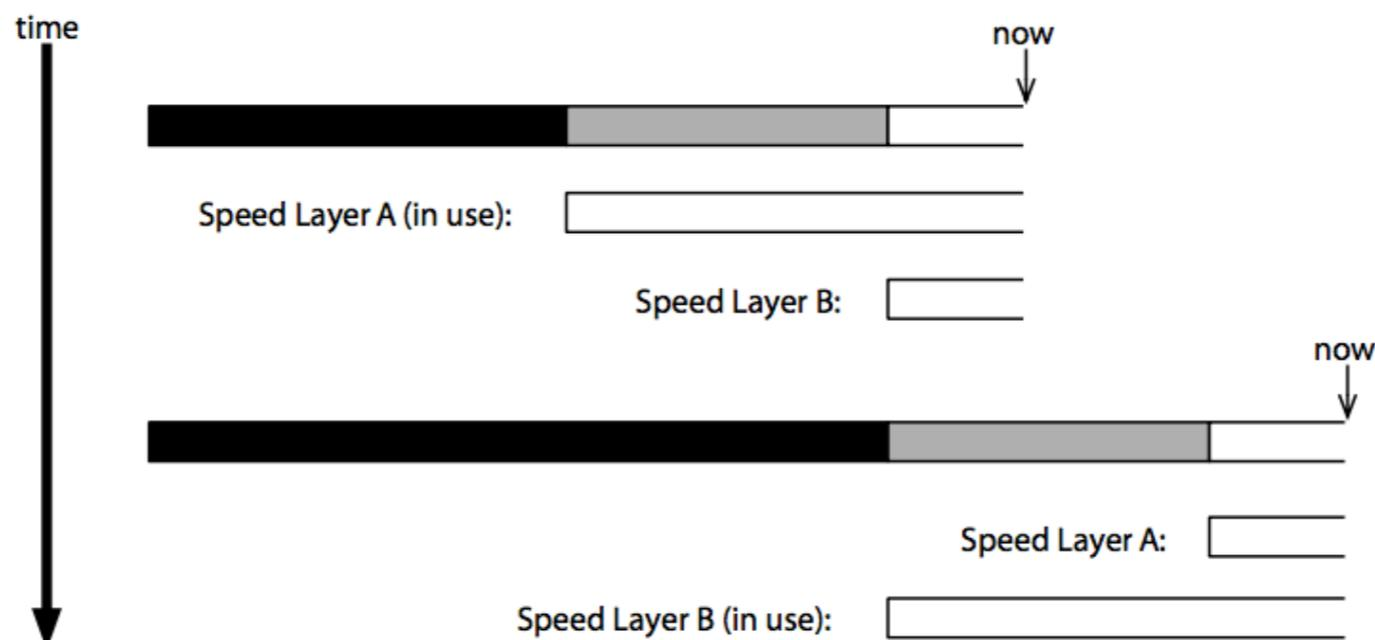 time
now
Speed Layer A (in use):
Speed Layer B:
now
Speed Layer A:
Speed Layer B (in use):